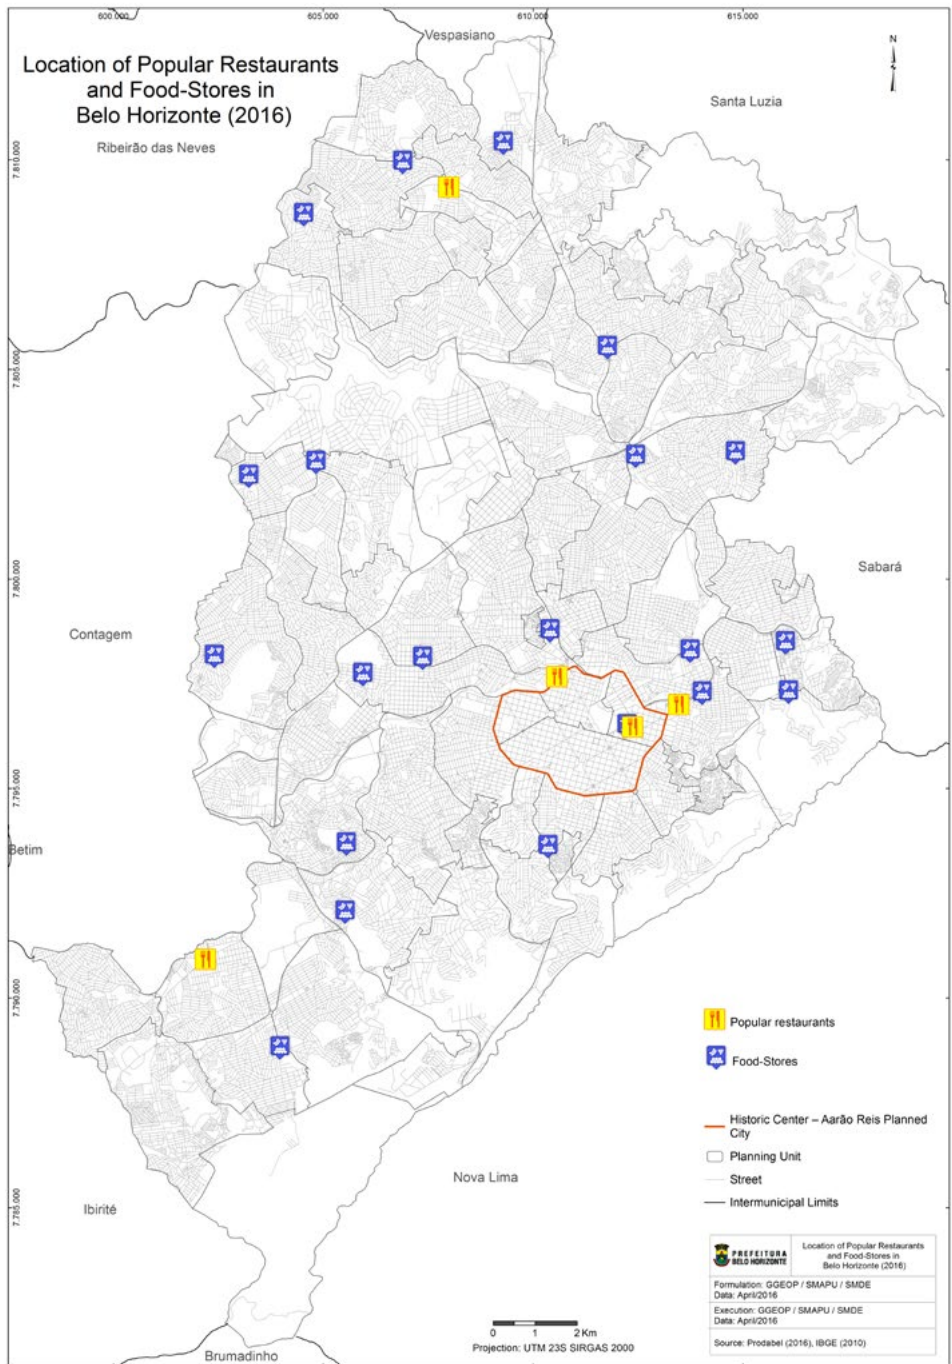 600.000
605.000
610.000
615.000
Vespasiano
N
Location of Popular Restaurants
and Food-Stores in
Belo Horizonte (2016)
Santa Luzia
Ribeirão das Neves
7.810.000
7.805.000
7.800.000
Sabará
Contagem
7.795.000
Betim
7.790.000
Popular restaurants
Food-Stores
Historic Center – Aarão Reis Planned
City
Planning Unit
Street
Intermunicipal Limits
Nova Lima
7.785.000
Ibirité
PREFEITURA
BELO HORIZONTE
Location of Popular Restaurants
and Food-Stores in
Belo Horizonte (2016)
Formulation: GGEOP / SMAPU / SMDE
Data: April/2016
Execution: GGEOP / SMAPU / SMDE
Data: April/2016
Source: Prodabel (2016), IBGE (2010)
0 1 2 Km
Projection: UTM 23S SIRGAS 2000
Brumadinho